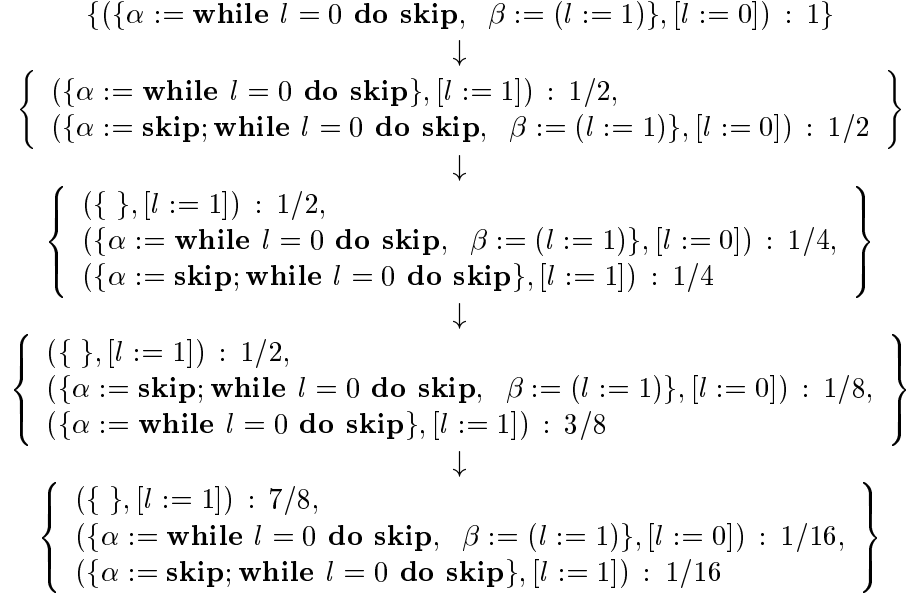 {({α := while l = 0 do skip, β := (l := 1)}, [l := 0]) : 1}
↓
({α := while l = 0 do skip}, [l := 1]) : 1/2,
({α := skip; while l = 0 do skip, β := (l := 1)}, [l := 0]) : 1/2
↓
({ }, [l := 1]) : 1/2,
({α := while l = 0 do skip, β := (l := 1)}, [l := 0]) : 1/4,
({α := skip; while l = 0 do skip}, [l := 1]) : 1/4
↓
({ }, [l := 1]) : 1/2,
({α := skip; while l = 0 do skip, β := (l := 1)}, [l := 0]) : 1/8,
({α := while l = 0 do skip}, [l := 1]) : 3/8
↓
({ }, [l := 1]) : 7/8,
({α := while l = 0 do skip, β := (l := 1)}, [l := 0]) : 1/16,
({α := skip; while l = 0 do skip}, [l := 1]) : 1/16